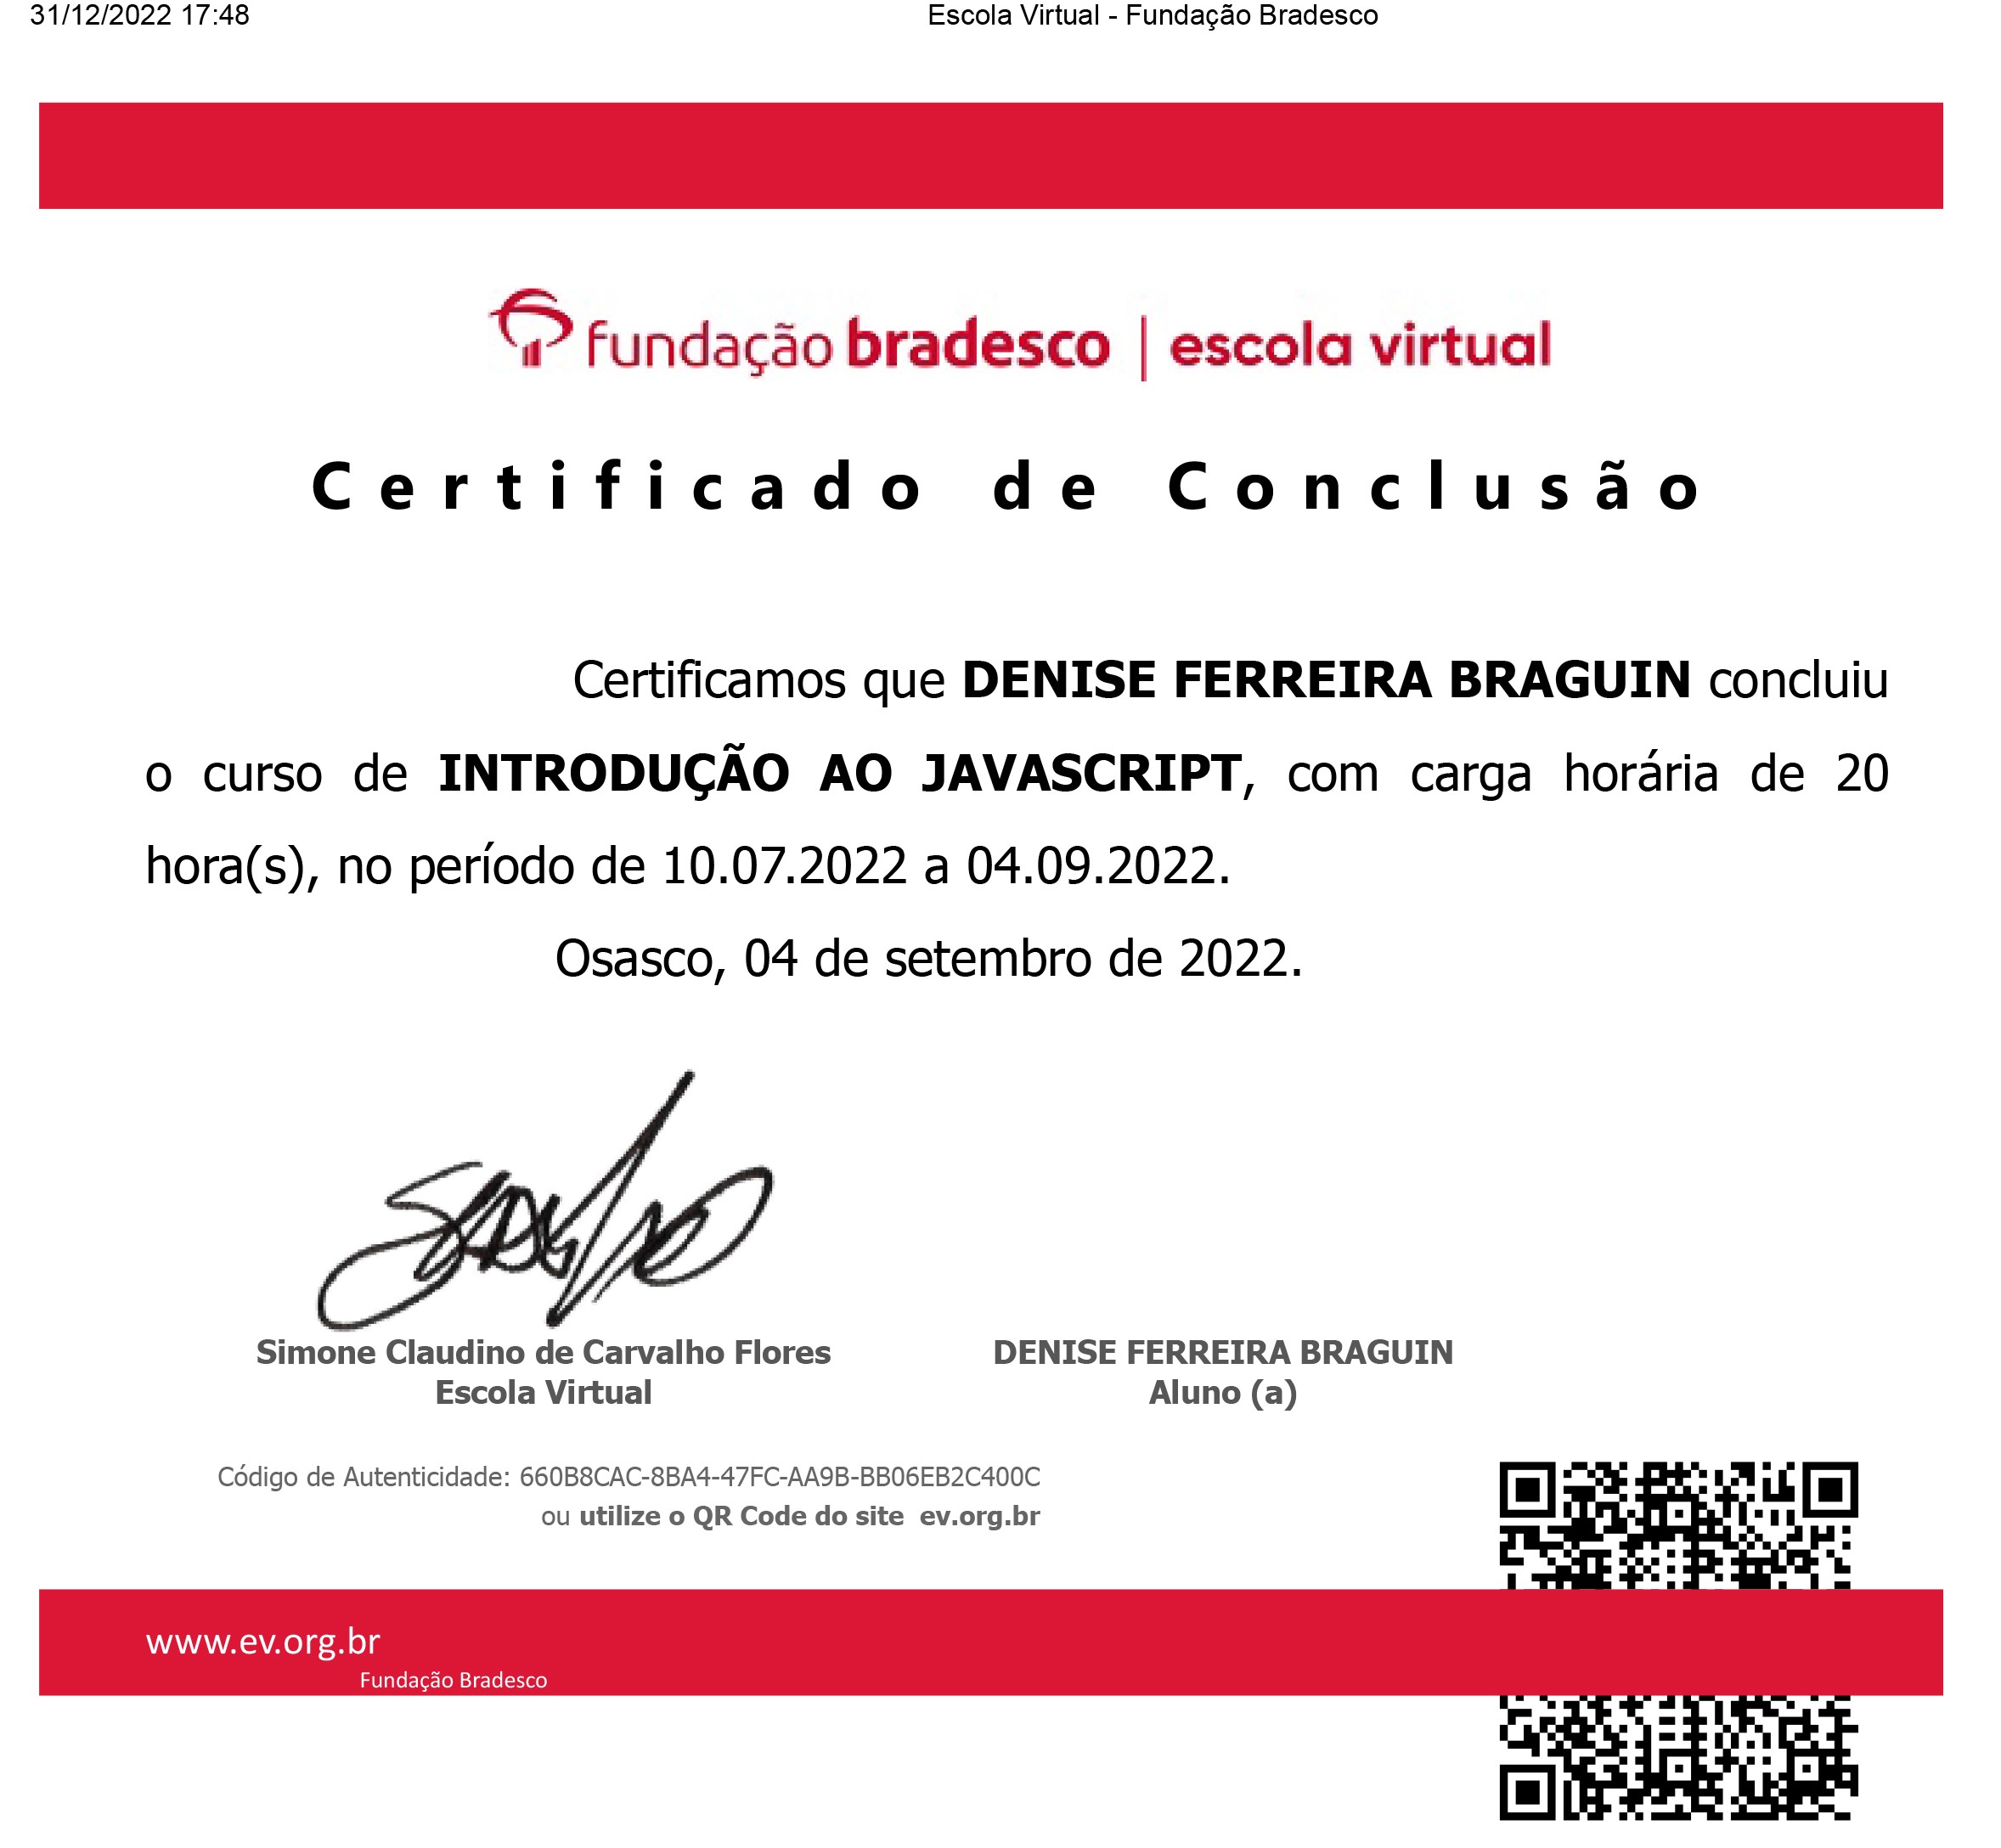 31/12/2022 17:48 Escola Virtual - Fundação Bradesco
fundação bradesco | escola virtual
Certificado de Conclusão
Certificamos que DENISE FERREIRA BRAGUIN concluiu
o curso de INTRODUÇÃO AO JAVASCRIPT, com carga horária de 20
hora(s), no período de 10.07.2022 a 04.09.2022.
Osasco, 04 de setembro de 2022.
Simone Claudino de Carvalho Flores
Escola Virtual
DENISE FERREIRA BRAGUIN
Aluno (a)
Código de Autenticidade: 660B8CAC-8BA4-47FC-AA9B-BB06EB2C400C
ou utilize o QR Code do site ev.org.br
www.ev.org.br
Fundação Bradesco